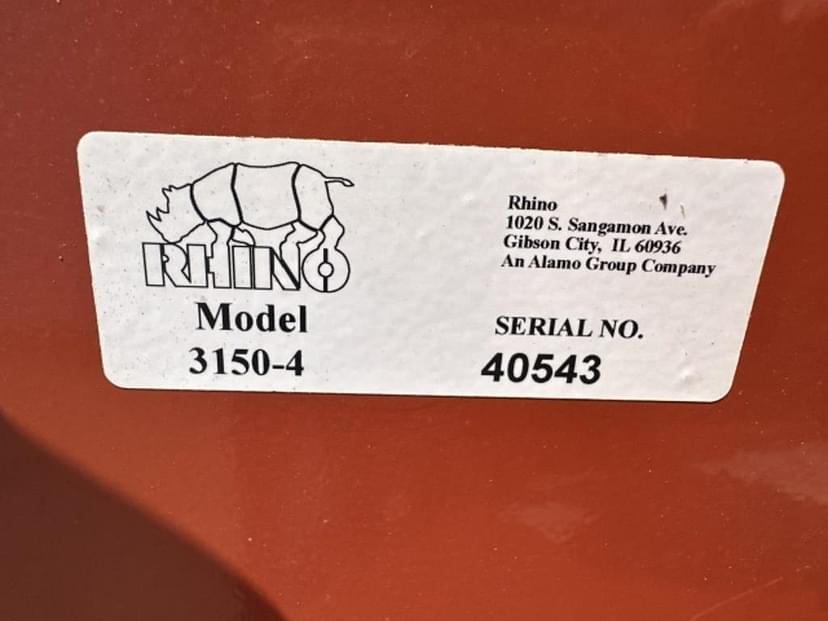 RHINO
Model
3150-4
Rhino
1020 S. Sangamon Ave.
Gibson City, IL 60936
An Alamo Group Company
SERIAL NO.
40543